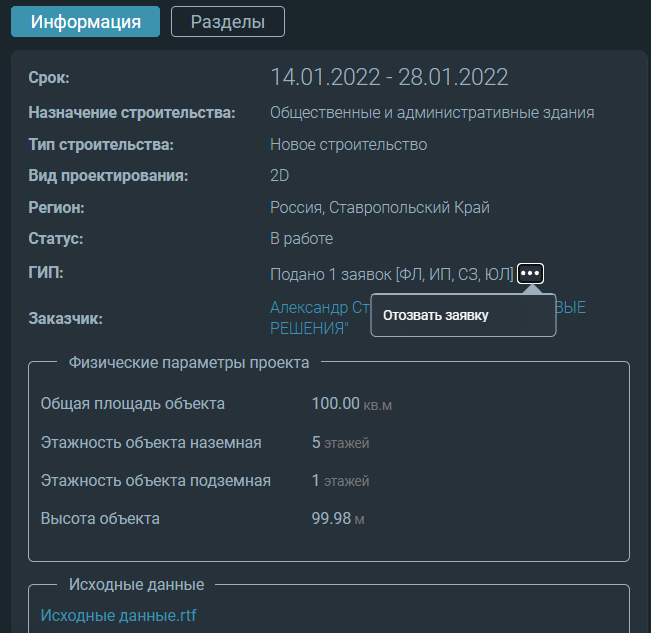 Информация Разделы
Срок: 14.01.2022 - 28.01.2022
Назначение строительства: Общественные и административные здания
Тип строительства: Новое строительство
Вид проектирования: 2D
Регион: Россия, Ставропольский Край
Статус: В работе
ГИП: Подано 1 заявок [ФЛ, ИП, СЗ, ЮЛ] •••
Отозвать заявку
Заказчик: Александр
РЕШЕНИЯ"
Физические параметры проекта
Общая площадь объекта 100.00 кв.м
Этажность объекта наземная 5 этажей
Этажность объекта подземная 1 этажей
Высота объекта 99.98 м
Исходные данные
Исходные данные.rtf